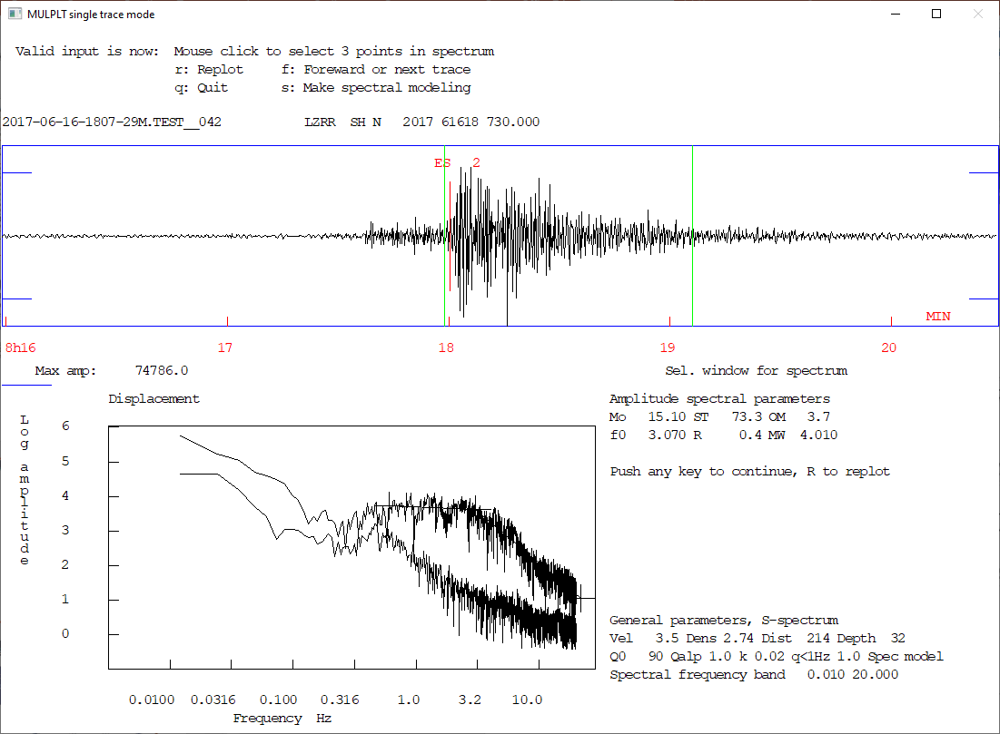 MULPLT single trace mode
Valid input is now: Mouse click to select 3 points in spectrum
r: Replot f: Foreward or next trace
q: Quit s: Make spectral modeling
2017-06-16-1807-29M.TEST__042 LZRR SH N 2017 61618 730.000
ES 2
MIN
8h16 17 18 19 20
Max amp: 74786.0 Sel. window for spectrum
Displacement
Log amplitude
6
5
4
3
2
1
0
0.0100 0.0316 0.100 0.316 1.0 3.2 10.0
Frequency Hz
Amplitude spectral parameters
Mo 15.10 ST 73.3 OM 3.7
f0 3.070 R 0.4 MW 4.010
Push any key to continue, R to replot
General parameters, S-spectrum
Vel 3.5 Dens 2.74 Dist 214 Depth 32
Q0 90 Qalp 1.0 k 0.02 q<1Hz 1.0 Spec model
Spectral frequency band 0.010 20.000